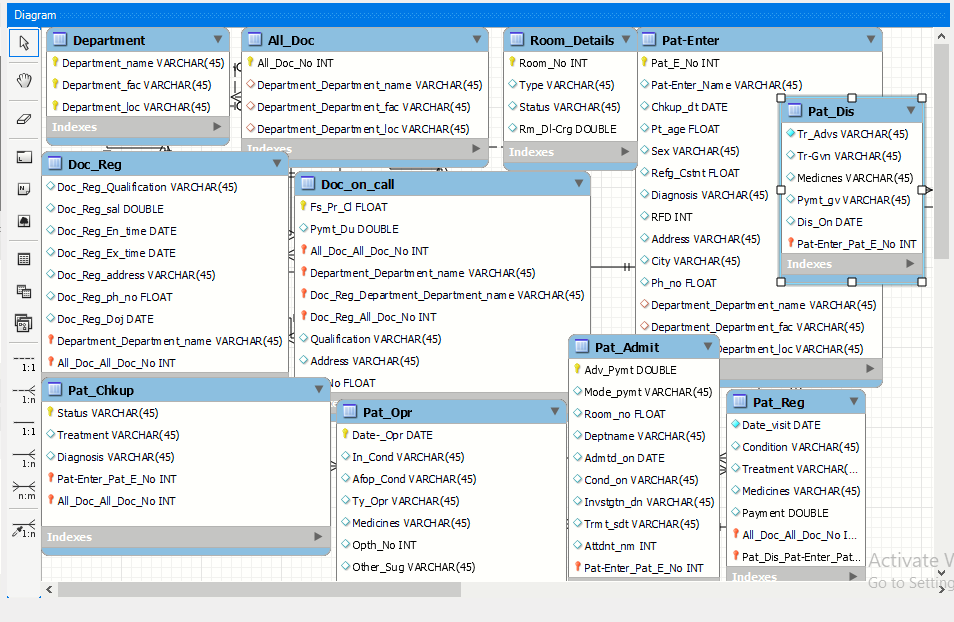 Diagram
Department
Department_name VARCHAR(45)
Department_fac VARCHAR(45)
Department_loc VARCHAR(45)
Indexes
All_Doc
All_Doc_No INT
Department_Department_name VARCHAR(45)
Department_Department_fac VARCHAR(45)
Department_Department_loc VARCHAR(45)
Indexes
Room_Details
Room_No INT
Type VARCHAR(45)
Status VARCHAR(45)
Rm_Dl-Crg DOUBLE
Indexes
Pat-Enter
Pat_E_No INT
Pat-Enter_Name VARCHAR(45)
Chkup_dt DATE
Pt_age FLOAT
Sex VARCHAR(45)
Refg_Cstnt FLOAT
Diagnosis VARCHAR(45)
RFD INT
Address VARCHAR(45)
City VARCHAR(45)
Ph_no FLOAT
Department_Department_name VARCHAR(45)
Department_Department_fac VARCHAR(45)
Department_loc VARCHAR(45)
Pat_Dis
Tr_Advs VARCHAR(45)
Tr-Gvn VARCHAR(45)
Medicnes VARCHAR(45)
Pymt_gv VARCHAR(45)
Dis_On DATE
Pat-Enter_Pat_E_No INT
Indexes
Doc_Reg
Doc_Reg_Qualification VARCHAR(45)
Doc_Reg_sal DOUBLE
Doc_Reg_En_time DATE
Doc_Reg_Ex_time DATE
Doc_Reg_address VARCHAR(45)
Doc_Reg_ph_no FLOAT
Doc_Reg_Doj DATE
Department_Department_name VARCHAR(45)
All_Doc_All_Doc_No INT
Doc_on_call
Fs_Pr_Cl FLOAT
Pymt_Du DOUBLE
All_Doc_All_Doc_No INT
Department_Department_name VARCHAR(45)
Doc_Reg_Department_Department_name VARCHAR(45)
Doc_Reg_All_Doc_No INT
Qualification VARCHAR(45)
Address VARCHAR(45)
No FLOAT
Pat_Chkup
Status VARCHAR(45)
Treatment VARCHAR(45)
Diagnosis VARCHAR(45)
Pat-Enter_Pat_E_No INT
All_Doc_All_Doc_No INT
Indexes
Pat_Opr
Date-_Opr DATE
In_Cond VARCHAR(45)
Afop_Cond VARCHAR(45)
Ty_Opr VARCHAR(45)
Medicines VARCHAR(45)
Opth_No INT
Other_Sug VARCHAR(45)
Pat_Admit
Adv_Pymt DOUBLE
Mode_pymt VARCHAR(45)
Room_no FLOAT
Deptname VARCHAR(45)
Admtd_on DATE
Cond_on VARCHAR(45)
Invstgtn_dn VARCHAR(45)
Trmt_sdt VARCHAR(45)
Attdnt_nm INT
Pat-Enter_Pat_E_No INT
Pat_Reg
Date_visit DATE
Condition VARCHAR(45)
Treatment VARCHAR(...
Medicines VARCHAR(45)
Payment DOUBLE
All_Doc_All_Doc_No I...
Pat_Dis_Pat-Enter_Pat...
Indexes
1:1
1:n
1:1
1:n
n:m
1:n
Activate
Go to Setting